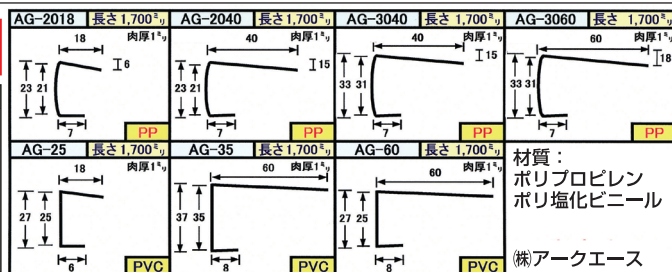 AG-2018 長さ1,700㍉
18 肉厚1㍉
23 21 6
7
PP
AG-2040 長さ1,700㍉
40 肉厚1㍉
23 21 15
7
PP
AG-3040 長さ1,700㍉
40 肉厚1㍉
33 31 15
7
PP
AG-3060 長さ 1,700㍉
60 肉厚1㍉
33 31 18
7
PP
AG-25 長さ1,700㍉
18 肉厚1㍉
27 25
6
PVC
AG-35 長さ1,700㍉
60 肉厚1㍉
37 35
8
PVC
AG-60 長さ 1,700㍉
60 肉厚1㍉
27 25
8
PVC
材質：
ポリプロピレン
ポリ塩化ビニール
㈱アークエース